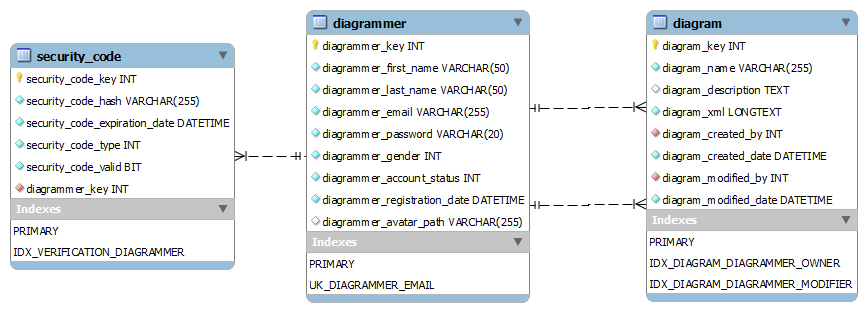 security_code
security_code_key INT
security_code_hash VARCHAR(255)
security_code_expiration_date DATETIME
security_code_type INT
security_code_valid BIT
diagrammer_key INT
Indexes
PRIMARY
IDX_VERIFICATION_DIAGRAMMER
diagrammer
diagrammer_key INT
diagrammer_first_name VARCHAR(50)
diagrammer_last_name VARCHAR(50)
diagrammer_email VARCHAR(255)
diagrammer_password VARCHAR(20)
diagrammer_gender INT
diagrammer_account_status INT
diagrammer_registration_date DATETIME
diagrammer_avatar_path VARCHAR(255)
Indexes
PRIMARY
UK_DIAGRAMMER_EMAIL
diagram
diagram_key INT
diagram_name VARCHAR(255)
diagram_description TEXT
diagram_xml LONGTEXT
diagram_created_by INT
diagram_created_date DATETIME
diagram_modified_by INT
diagram_modified_date DATETIME
Indexes
PRIMARY
IDX_DIAGRAM_DIAGRAMMER_OWNER
IDX_DIAGRAM_DIAGRAMMER_MODIFIER